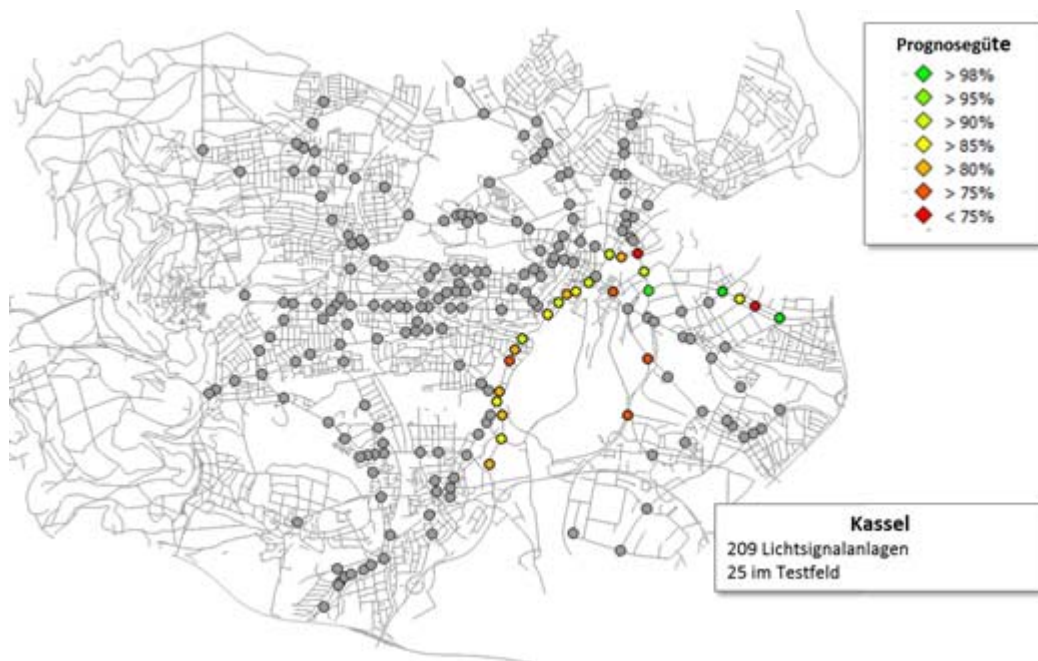 Prognosegüte
> 98%
> 95%
> 90%
> 85%
> 80%
> 75%
< 75%
Kassel
209 Lichtsignalanlagen
25 im Testfeld